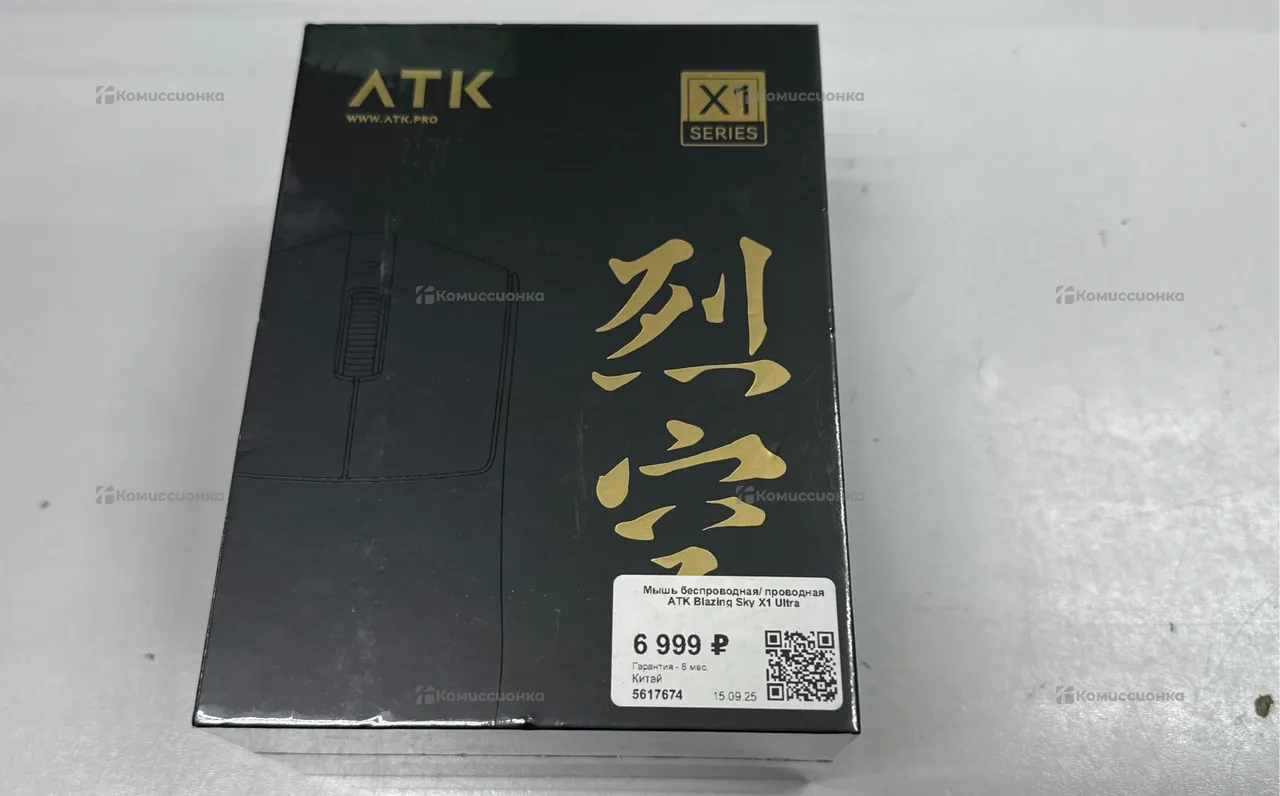 ATK
WWW.ATK.PRO
X1
SERIES
烈
空
Мышь беспроводная/ проводная
ATK Blazing Sky X1 Ultra
6 999 ₽
Гарантия - 6 мес.
Китай
5617674 15.09.25
Комиссионка
Комиссионка
Комиссионка
Комиссионка
Комиссионка
Комиссионка
Комиссионка
Комиссионка